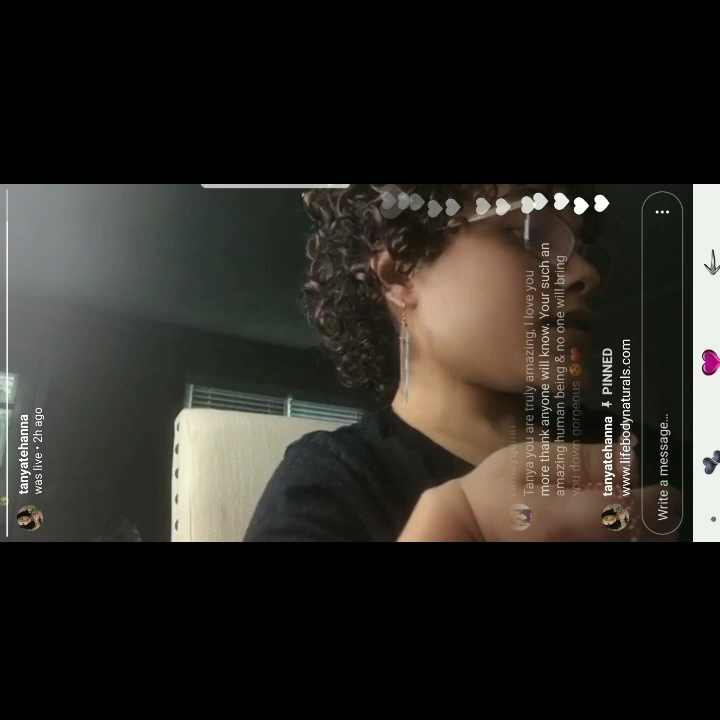 tanyatehanna
was live • 2h ago
Tanya you are truly amazing, I love you
more thank anyone will know. Your such an
amazing human being & no one will bring
you down gorgeous 😘❤️
tanyatehanna PINNED
www.lifebodynaturals.com
Write a message...